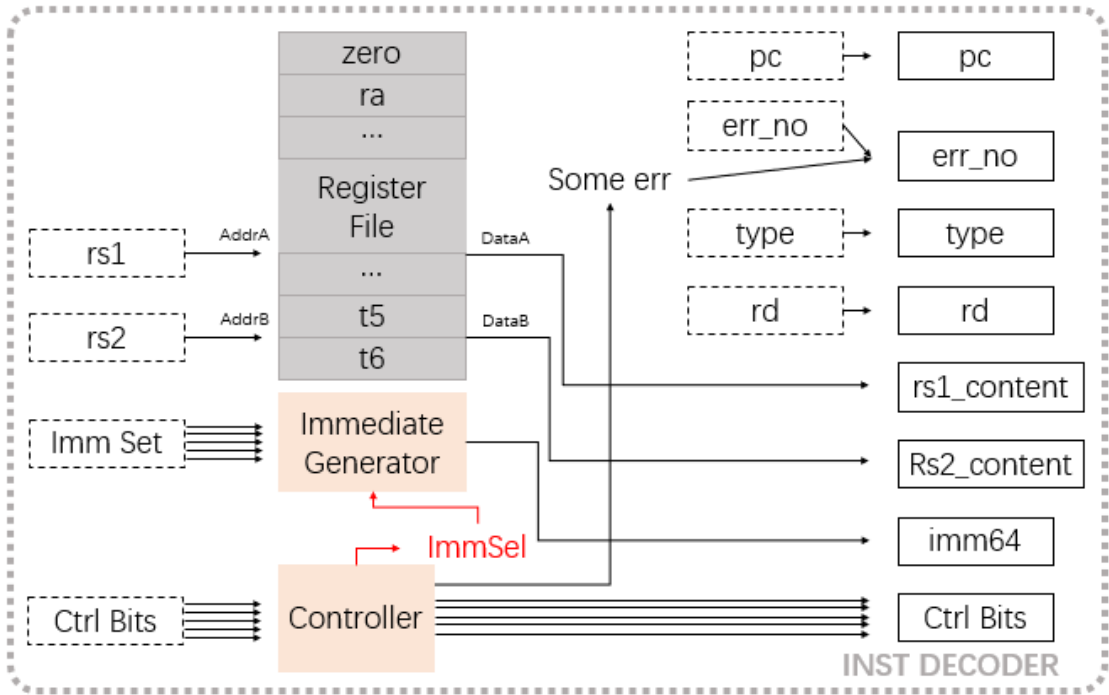 zero
ra
...
Register
File
...
t5
t6
rs1
AddrA
rs2
AddrB
DataA
DataB
Imm Set
Immediate
Generator
ImmSel
Ctrl Bits
Controller
Some err
pc
pc
err_no
err_no
type
type
rd
rd
rs1_content
Rs2_content
imm64
Ctrl Bits
INST DECODER